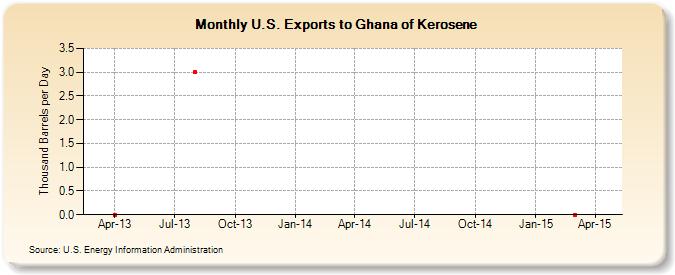 Monthly U.S. Exports to Ghana of Kerosene
Thousand Barrels per Day
3.5
3.0
2.5
2.0
1.5
1.0
0.5
0.0
Apr-13 Jul-13 Oct-13 Jan-14 Apr-14 Jul-14 Oct-14 Jan-15 Apr-15
Source: U.S. Energy Information Administration